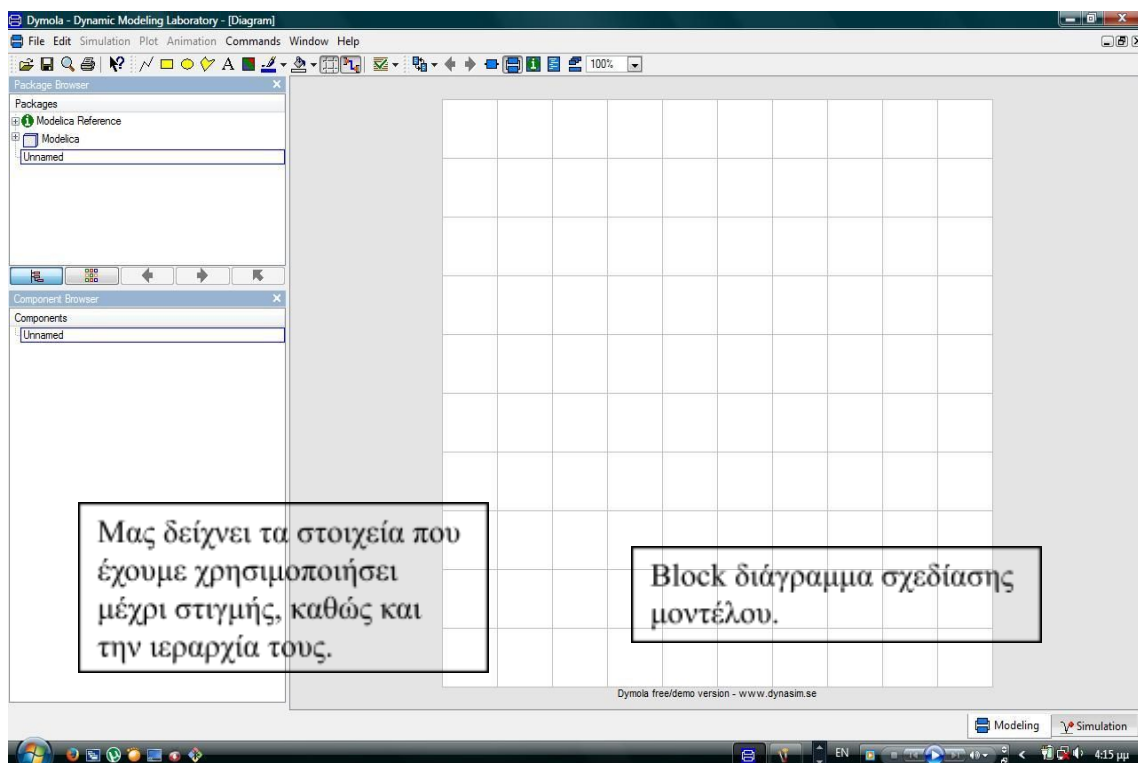 Dymola - Dynamic Modeling Laboratory - [Diagram]
File Edit Simulation Plot Animation Commands Window Help
A 100%
Package Browser
Packages
Modelica Reference
Modelica
Unnamed
Component Browser
Components
Unnamed
Μας δείχνει τα στοιχεία που
έχουμε χρησιμοποιήσει
μέχρι στιγμής, καθώς και
την ιεραρχία τους.
Block διάγραμμα σχεδίασης
μοντέλου.
Dymola free/demo version - www.dynasim.se
Modeling Simulation
EN 4:15 μμ